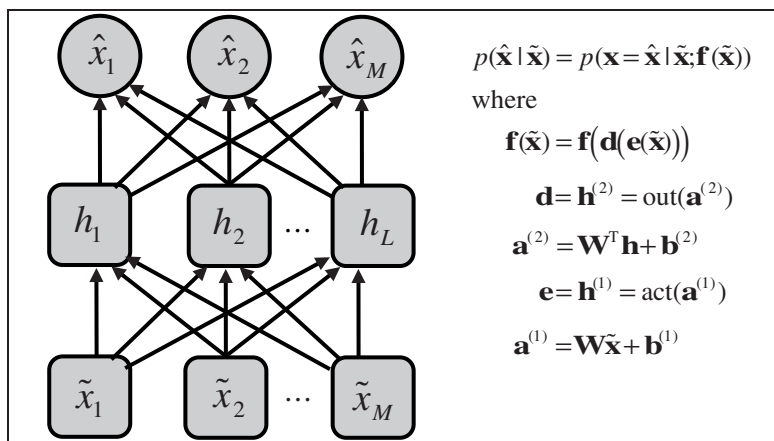 x̂₁ x̂₂ x̂_M
h₁ h₂ ... h_L
x̃₁ x̃₂ ... x̃_M
p(x̂ | x̃) = p(x = x̂ | x̃; f(x̃))
where
f(x̃) = f(d(e(x̃)))
d = h⁽²⁾ = out(a⁽²⁾)
a⁽²⁾ = Wᵀh + b⁽²⁾
e = h⁽¹⁾ = act(a⁽¹⁾)
a⁽¹⁾ = Wx̃ + b⁽¹⁾